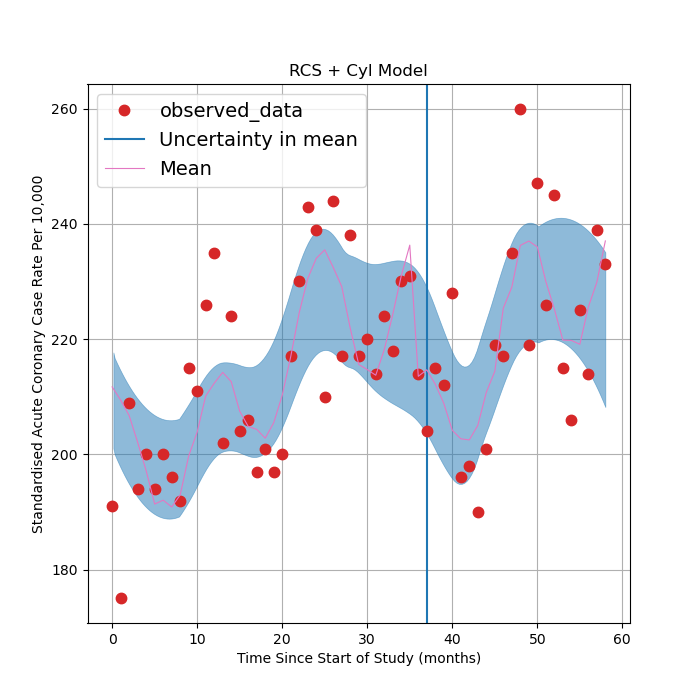 RCS + Cyl Model
observed_data
Uncertainty in mean
Mean
Standardised Acute Coronary Case Rate Per 10,000
260
240
220
200
180
0 10 20 30 40 50 60
Time Since Start of Study (months)